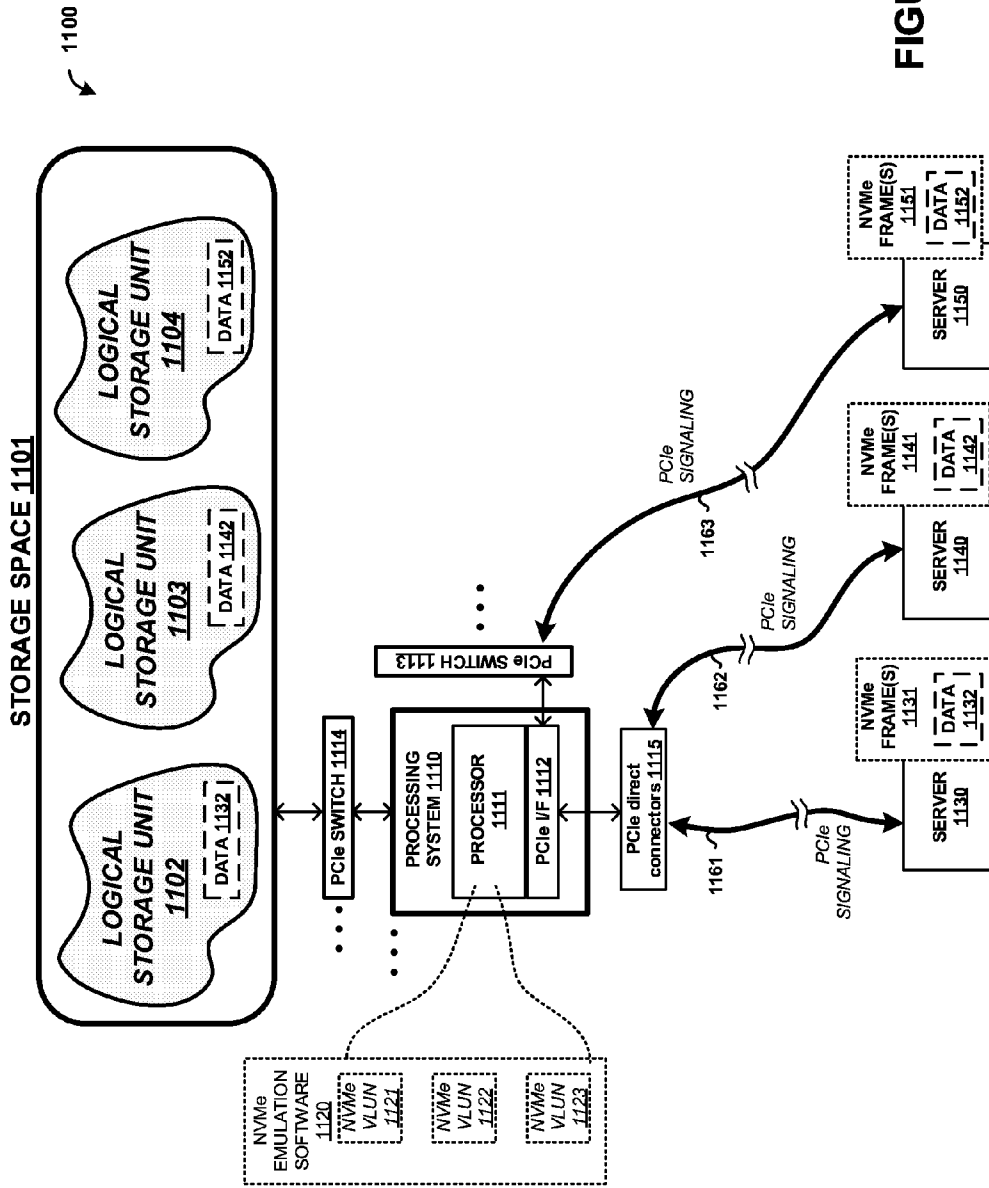 1100
STORAGE SPACE 1101
LOGICAL
STORAGE UNIT
1102
DATA 1132
LOGICAL
STORAGE UNIT
1103
DATA 1142
LOGICAL
STORAGE UNIT
1104
DATA 1152
PCIe SWITCH 1114
PROCESSING
SYSTEM 1110
PROCESSOR
1111
PCIe I/F 1112
PCIe SWITCH 1113
PCIe direct
connectors 1115
NVMe
EMULATION
SOFTWARE
1120
NVMe
VLUN
1121
NVMe
VLUN
1122
NVMe
VLUN
1123
1161
PCIe
SIGNALING
1162
PCIe
SIGNALING
1163
PCIe
SIGNALING
SERVER
1130
NVMe
FRAME(S)
1131
DATA
1132
SERVER
1140
NVMe
FRAME(S)
1141
DATA
1142
SERVER
1150
NVMe
FRAME(S)
1151
DATA
1152